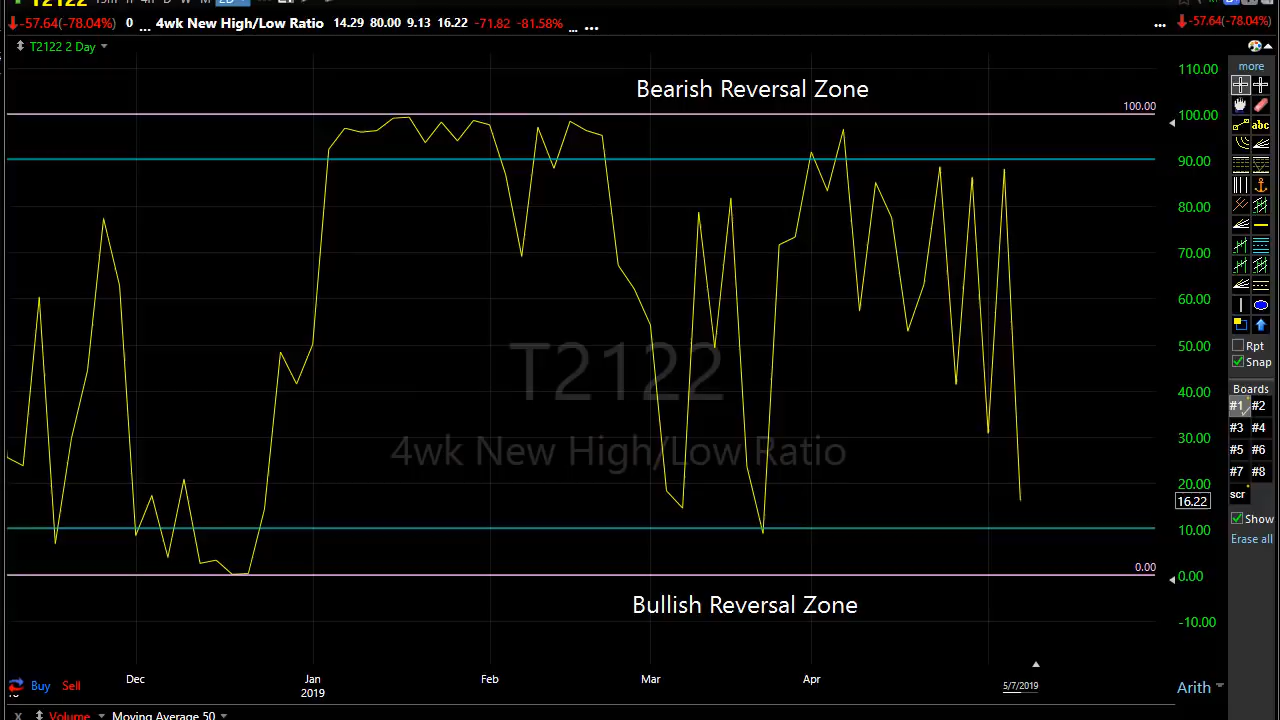 T2122
-57.64(-78.04%) ... 4wk New High/Low Ratio 14.29 80.00 9.13 16.22 -71.82 -81.58% ... ... ... -57.64(-78.04%)
T2122 2 Day
more
110.00
Bearish Reversal Zone
100.00
100.00
abc
90.00
80.00
70.00
60.00
50.00
40.00
30.00
20.00
16.22
10.00
0.00
0.00
-10.00
T2122
4wk New High/Low Ratio
Rpt
Snap
Boards
#1 #2
#3 #4
#5 #6
#7 #8
scr
Show
Erase all
Bullish Reversal Zone
Dec Jan Feb Mar Apr
2019
5/7/2019
Buy Sell
Arith
X Volume Moving Average 50